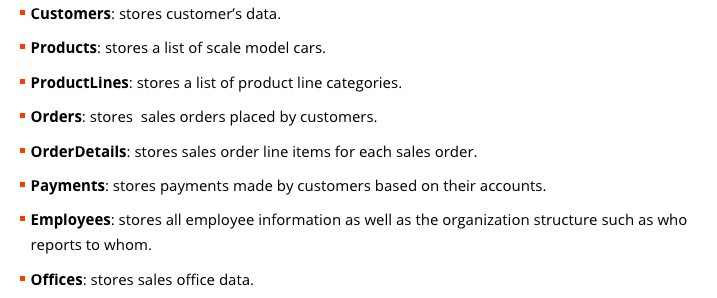 Customers: stores customer’s data.
Products: stores a list of scale model cars.
ProductLines: stores a list of product line categories.
Orders: stores  sales orders placed by customers.
OrderDetails: stores sales order line items for each sales order.
Payments: stores payments made by customers based on their accounts.
Employees: stores all employee information as well as the organization structure such as who
reports to whom.
Offices: stores sales office data.